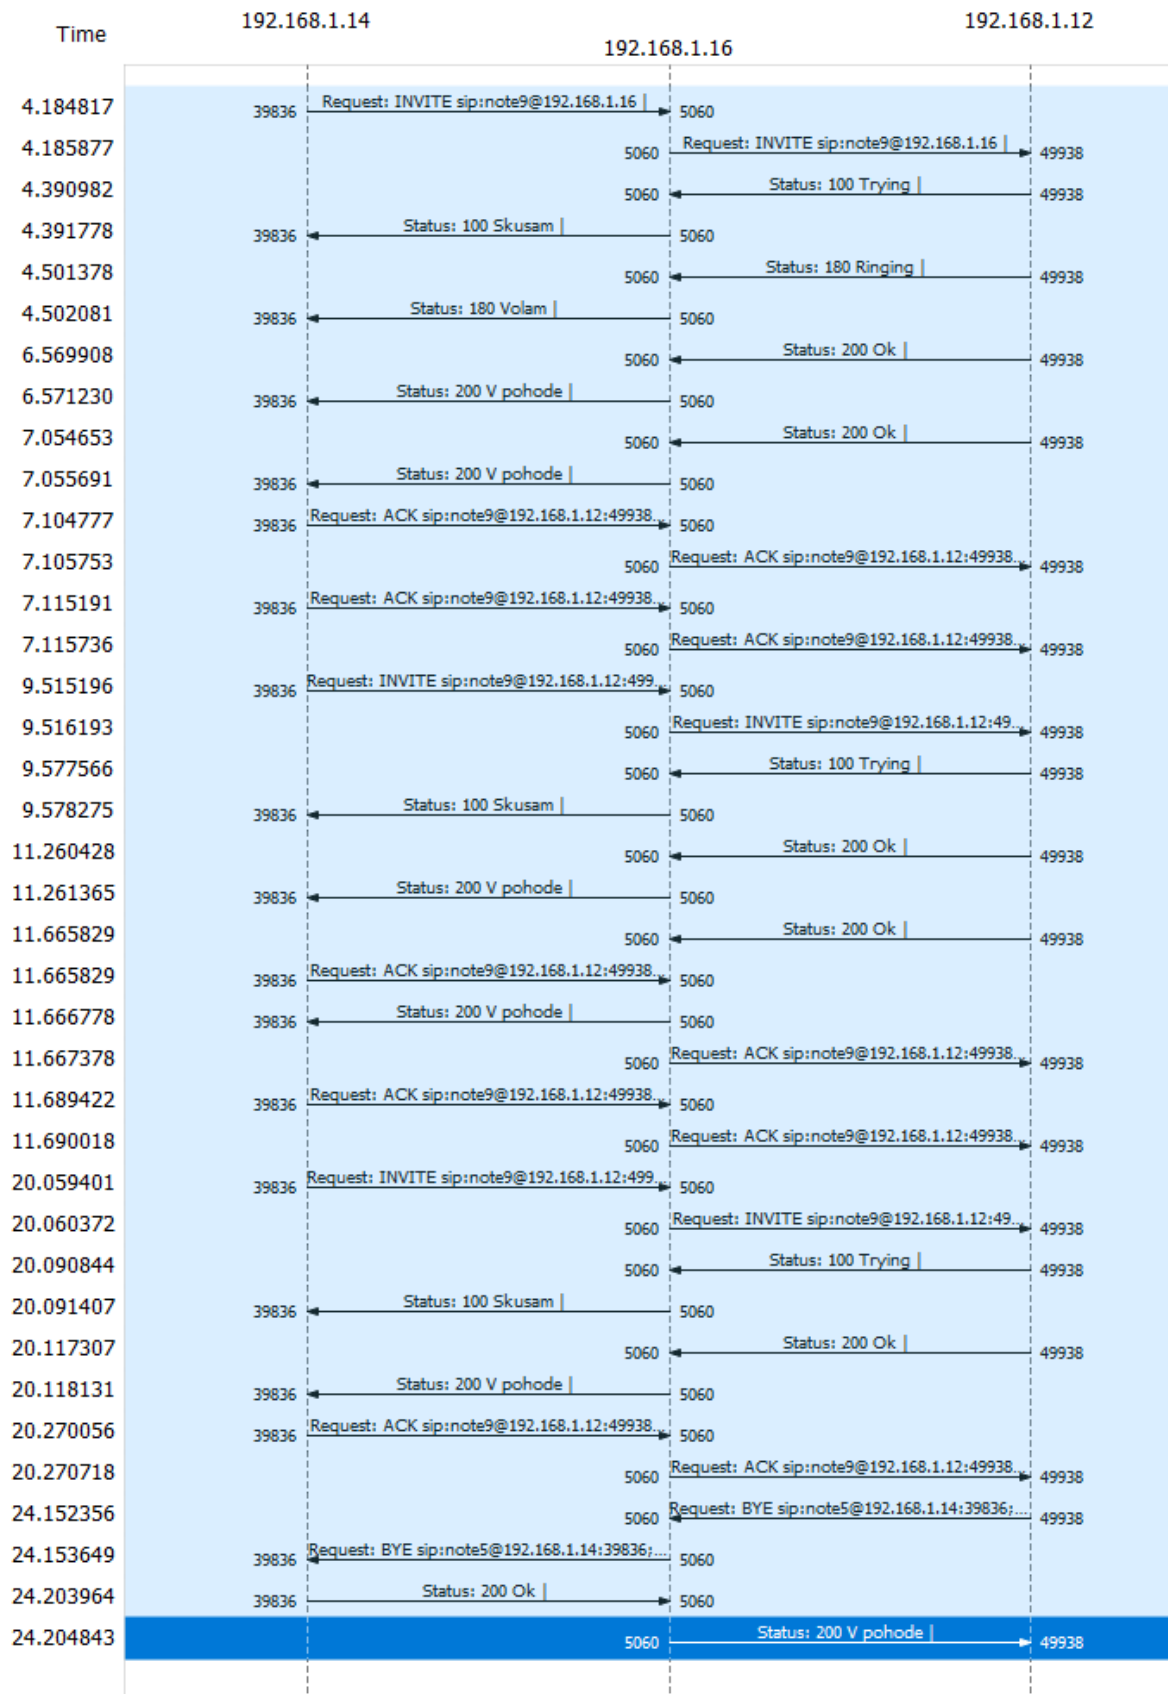 192.168.1.14 192.168.1.12
Time 192.168.1.16
4.184817 39836 Request: INVITE sip:note9@192.168.1.16 | 5060
4.185877 5060 Request: INVITE sip:note9@192.168.1.16 | 49938
4.390982 5060 Status: 100 Trying | 49938
4.391778 39836 Status: 100 Skusam | 5060
4.501378 5060 Status: 180 Ringing | 49938
4.502081 39836 Status: 180 Volam | 5060
6.569908 5060 Status: 200 Ok | 49938
6.571230 39836 Status: 200 V pohode | 5060
7.054653 5060 Status: 200 Ok | 49938
7.055691 39836 Status: 200 V pohode | 5060
7.104777 39836 Request: ACK sip:note9@192.168.1.12:49938... 5060
7.105753 5060 Request: ACK sip:note9@192.168.1.12:49938... 49938
7.115191 39836 Request: ACK sip:note9@192.168.1.12:49938... 5060
7.115736 5060 Request: ACK sip:note9@192.168.1.12:49938... 49938
9.515196 39836 Request: INVITE sip:note9@192.168.1.12:499... 5060
9.516193 5060 Request: INVITE sip:note9@192.168.1.12:49... 49938
9.577566 5060 Status: 100 Trying | 49938
9.578275 39836 Status: 100 Skusam | 5060
11.260428 5060 Status: 200 Ok | 49938
11.261365 39836 Status: 200 V pohode | 5060
11.665829 5060 Status: 200 Ok | 49938
11.665829 39836 Request: ACK sip:note9@192.168.1.12:49938... 5060
11.666778 39836 Status: 200 V pohode | 5060
11.667378 5060 Request: ACK sip:note9@192.168.1.12:49938... 49938
11.689422 39836 Request: ACK sip:note9@192.168.1.12:49938... 5060
11.690018 5060 Request: ACK sip:note9@192.168.1.12:49938... 49938
20.059401 39836 Request: INVITE sip:note9@192.168.1.12:499... 5060
20.060372 5060 Request: INVITE sip:note9@192.168.1.12:49... 49938
20.090844 5060 Status: 100 Trying | 49938
20.091407 39836 Status: 100 Skusam | 5060
20.117307 5060 Status: 200 Ok | 49938
20.118131 39836 Status: 200 V pohode | 5060
20.270056 39836 Request: ACK sip:note9@192.168.1.12:49938... 5060
20.270718 5060 Request: ACK sip:note9@192.168.1.12:49938... 49938
24.152356 5060 Request: BYE sip:note5@192.168.1.14:39836;... 49938
24.153649 39836 Request: BYE sip:note5@192.168.1.14:39836;... 5060
24.203964 39836 Status: 200 Ok | 5060
24.204843 5060 Status: 200 V pohode | 49938